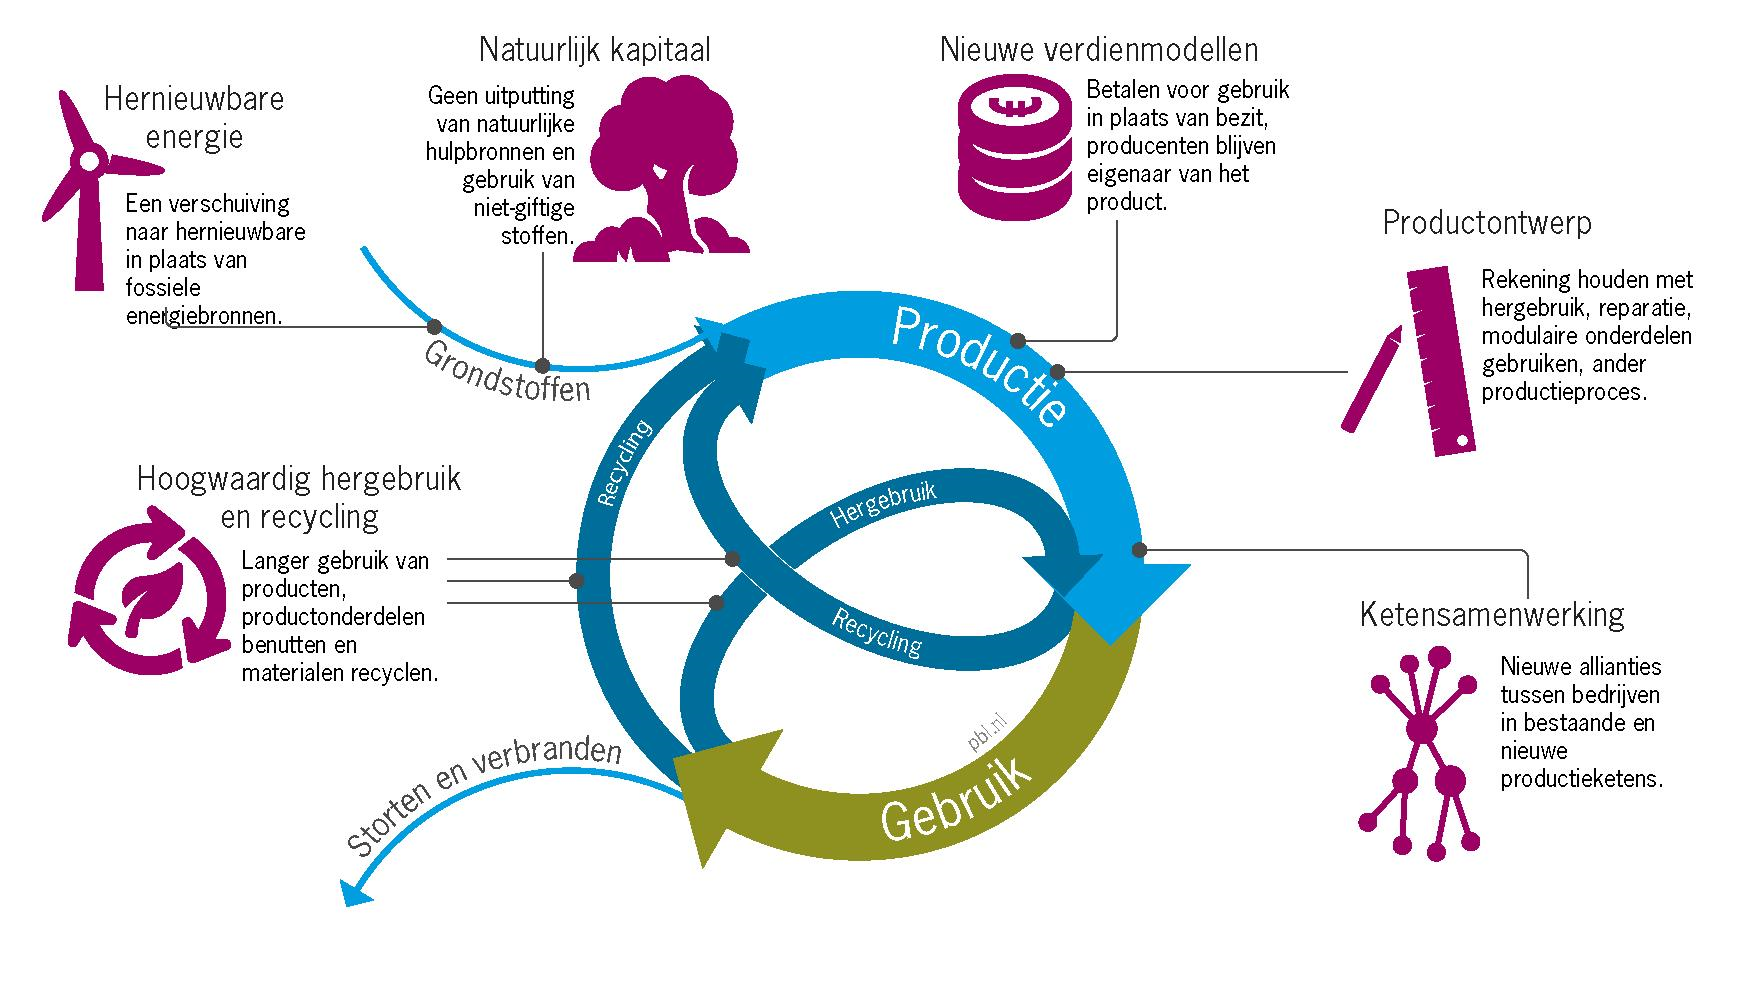 Natuurlijk kapitaal
Geen uitputting
van natuurlijke
hulpbronnen en
gebruik van
niet-giftige
stoffen.
Nieuwe verdienmodellen
Betalen voor gebruik
in plaats van bezit,
producenten blijven
eigenaar van het
product.
Hernieuwbare
energie
Een verschuiving
naar hernieuwbare
in plaats van
fossiele
energiebronnen.
Productontwerp
Rekening houden met
hergebruik, reparatie,
modulaire onderdelen
gebruiken, ander
productieproces.
Grondstoffen
Productie
Recycling
Hergebruik
Recycling
Hoogwaardig hergebruik
en recycling
Langer gebruik van
producten,
productonderdelen
benutten en
materialen recyclen.
Ketensamenwerking
Nieuwe allianties
tussen bedrijven
in bestaande en
nieuwe
productieketens.
pbl.nl
Gebruik
Storten en verbranden